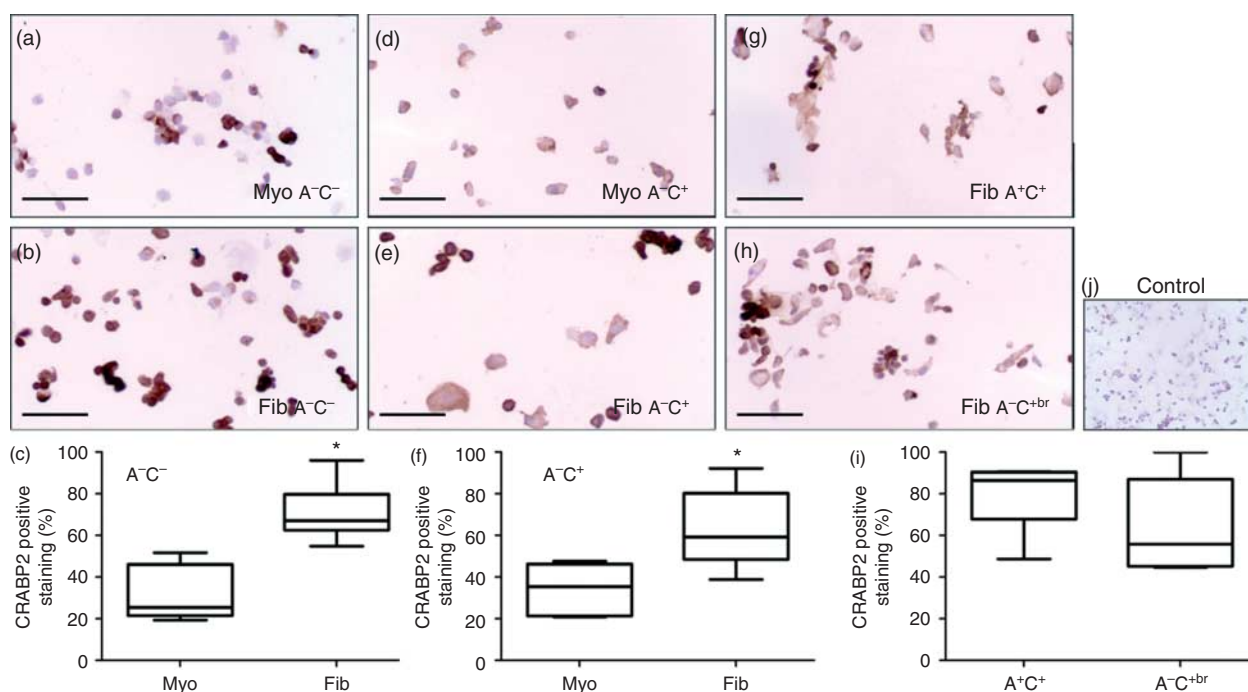 (a)
Myo A⁻C⁻
(d)
Myo A⁻C⁺
(g)
Fib A⁺C⁺
(b)
Fib A⁻C⁻
(e)
Fib A⁻C⁺
(h)
Fib A⁻C⁺ᵇʳ
(j) Control
(c)
A⁻C⁻
*
CRABP2 positive
staining (%)
100
80
60
40
20
0
Myo
Fib
(f)
A⁻C⁺
*
CRABP2 positive
staining (%)
100
80
60
40
20
0
Myo
Fib
(i)
CRABP2 positive
staining (%)
100
80
60
40
20
0
A⁺C⁺
A⁻C⁺ᵇʳ